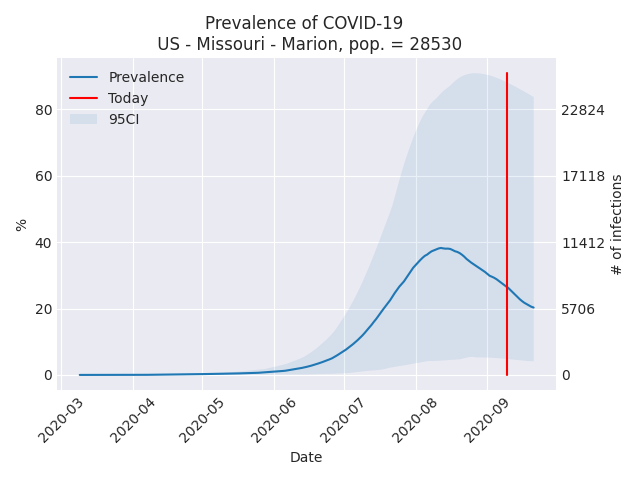 Prevalence of COVID-19
US - Missouri - Marion, pop. = 28530
Prevalence
Today
95CI
%
80
60
40
20
0
22824
17118
11412
5706
0
# of infections
2020-03
2020-04
2020-05
2020-06
2020-07
2020-08
2020-09
Date